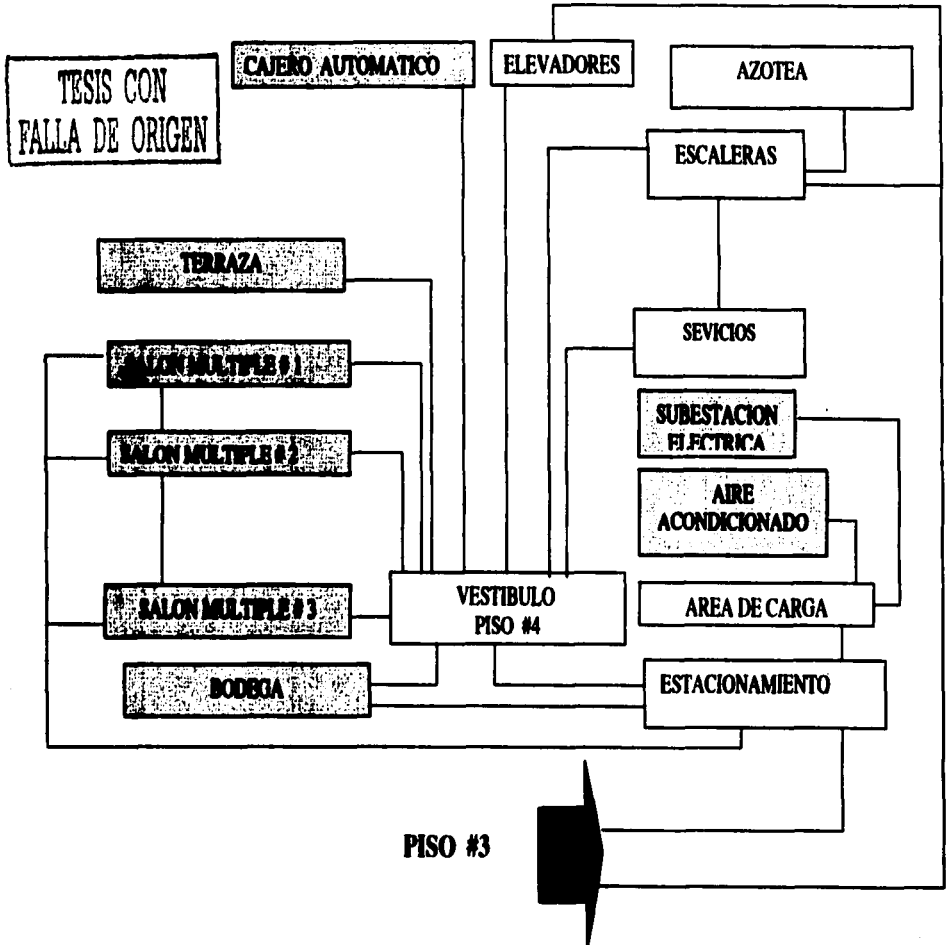 TESIS CON
FALLA DE ORIGEN
CAJERO AUTOMATICO
ELEVADORES
AZOTEA
ESCALERAS
TERRAZA
SEVICIOS
SALON MULTIPLE # 1
SUBESTACION
ELECTRICA
SALON MULTIPLE # 2
AIRE
ACONDICIONADO
SALON MULTIPLE # 3
VESTIBULO
PISO #4
AREA DE CARGA
BODEGA
ESTACIONAMIENTO
PISO #3